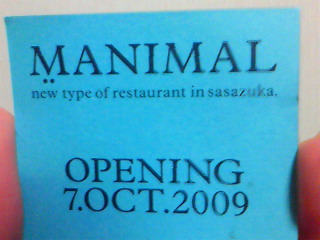 MANIMAL
new type of restaurant in sasazuka.
OPENING
7.OCT.2009